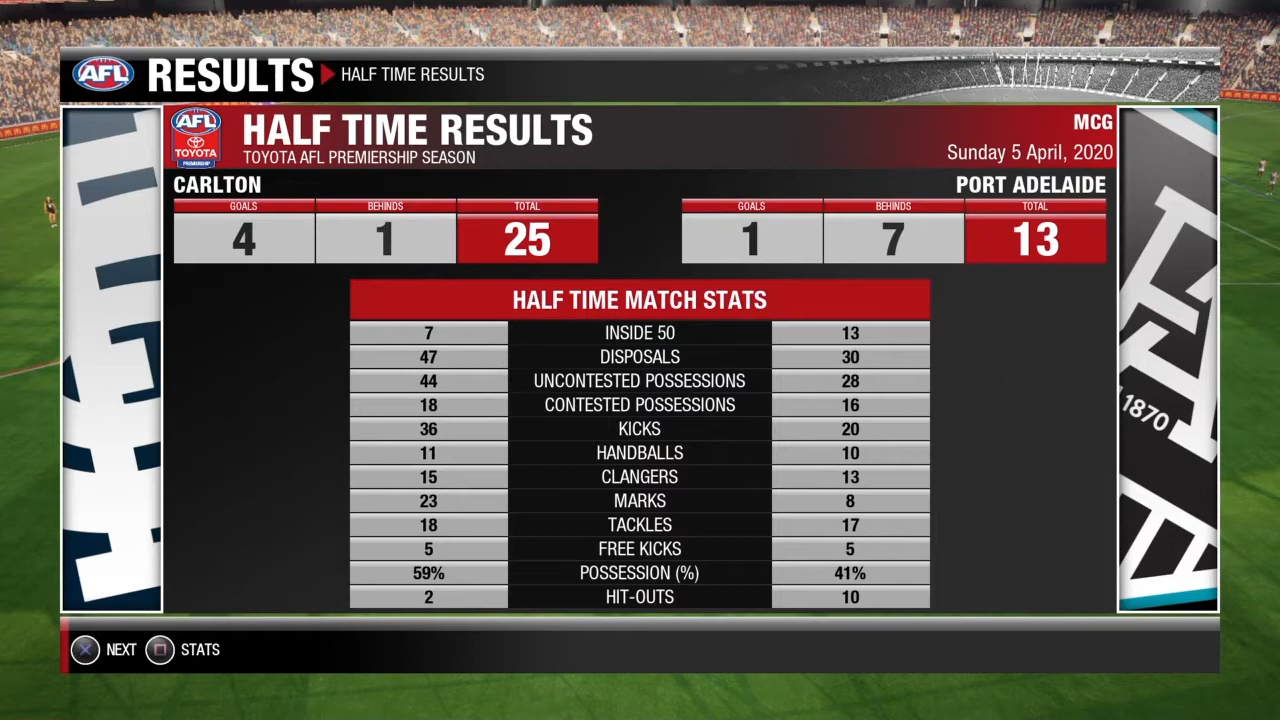 AFL RESULTS HALF TIME RESULTS
AFL
TOYOTA
PREMIERSHIP
HALF TIME RESULTS
TOYOTA AFL PREMIERSHIP SEASON
MCG
Sunday 5 April, 2020
CARLTON PORT ADELAIDE
GOALS BEHINDS TOTAL GOALS BEHINDS TOTAL
4 1 25 1 7 13
HALF TIME MATCH STATS
7 INSIDE 50 13
47 DISPOSALS 30
44 UNCONTESTED POSSESSIONS 28
18 CONTESTED POSSESSIONS 16
36 KICKS 20
11 HANDBALLS 10
15 CLANGERS 13
23 MARKS 8
18 TACKLES 17
5 FREE KICKS 5
59% POSSESSION (%) 41%
2 HIT-OUTS 10
1870
NEXT STATS